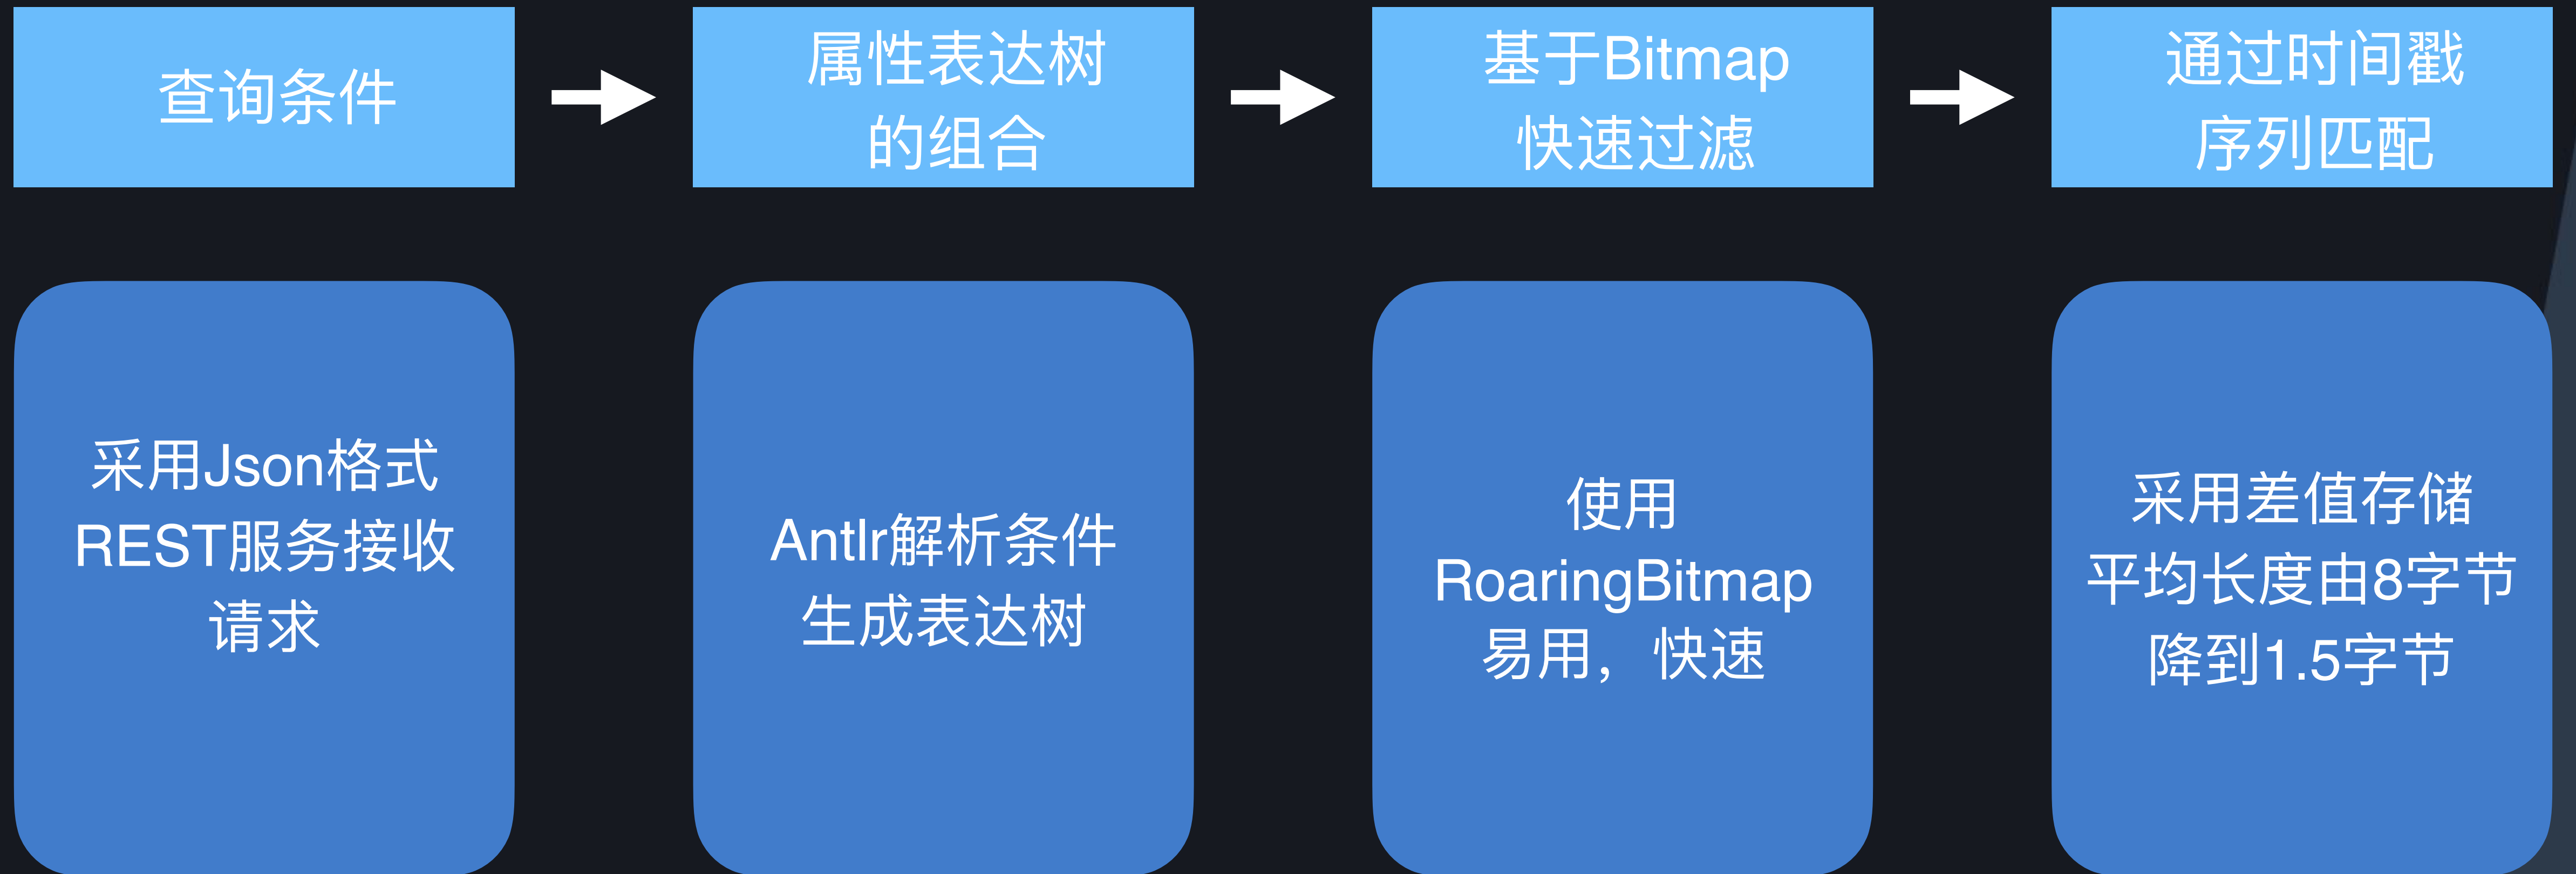 查询条件
属性表达树
的组合
基于Bitmap
快速过滤
通过时间戳
序列匹配
采用Json格式
REST服务接收
请求
Antlr解析条件
生成表达树
使用
RoaringBitmap
易用，快速
采用差值存储
平均长度由8字节
降到1.5字节